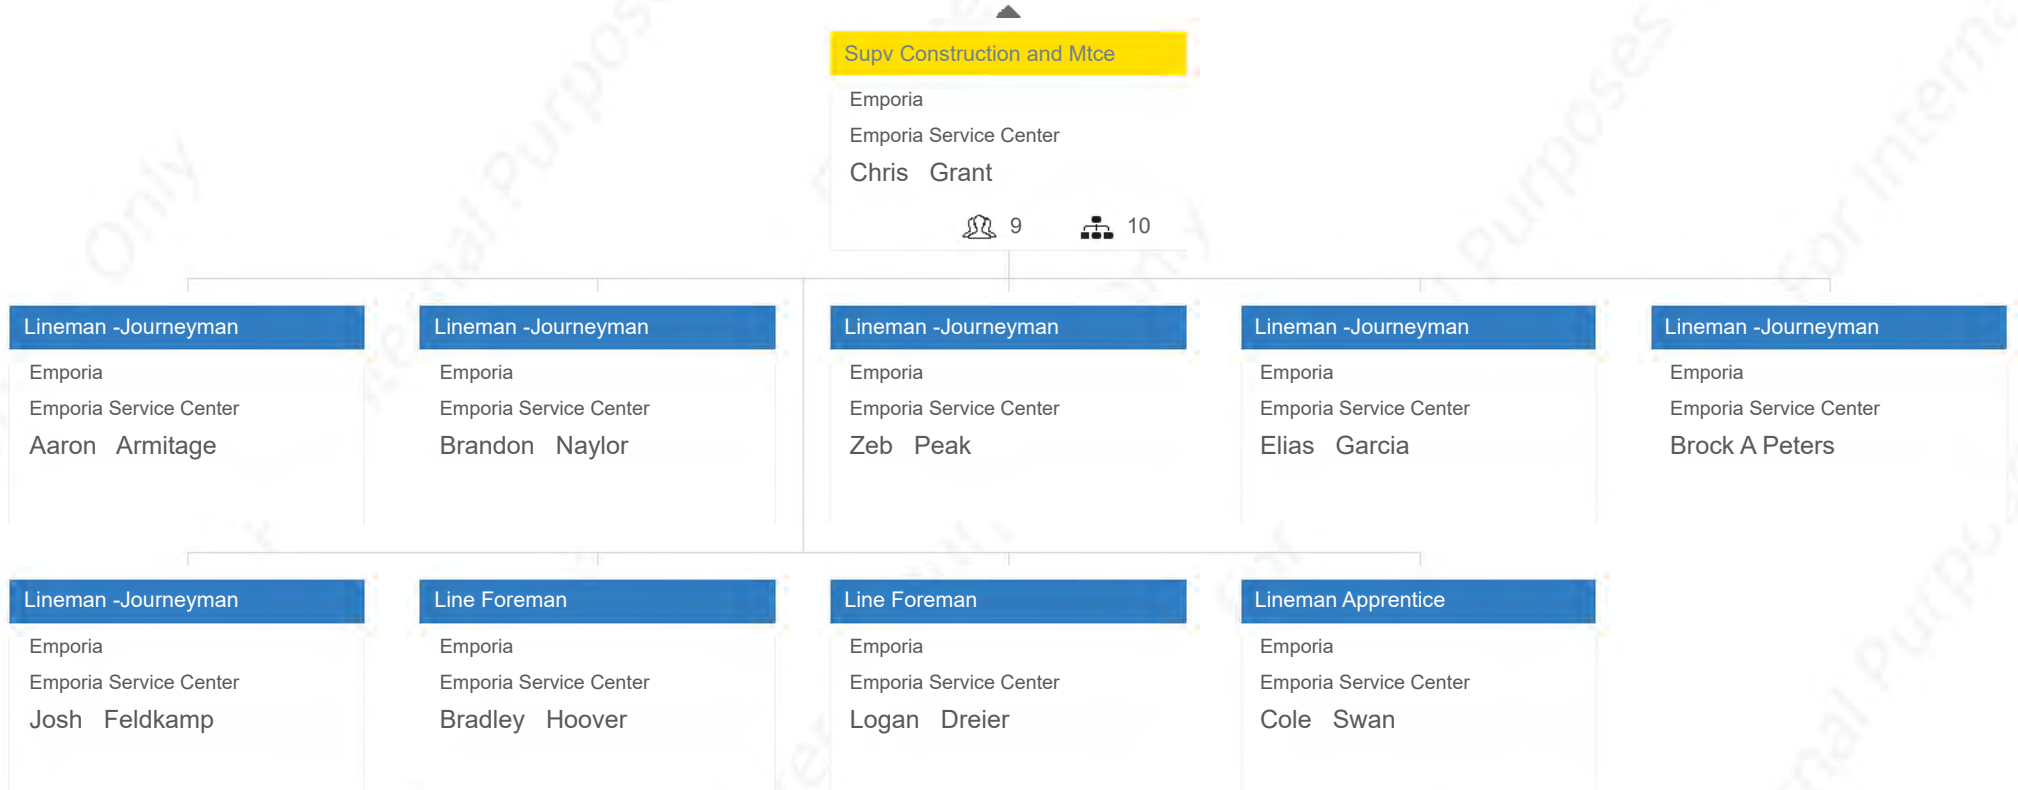 Supv Construction and Mtce
Emporia
Emporia Service Center
Chris Grant
9 10
Lineman -Journeyman
Emporia
Emporia Service Center
Aaron Armitage
Lineman -Journeyman
Emporia
Emporia Service Center
Brandon Naylor
Lineman -Journeyman
Emporia
Emporia Service Center
Zeb Peak
Lineman -Journeyman
Emporia
Emporia Service Center
Elias Garcia
Lineman -Journeyman
Emporia
Emporia Service Center
Brock A Peters
Lineman -Journeyman
Emporia
Emporia Service Center
Josh Feldkamp
Line Foreman
Emporia
Emporia Service Center
Bradley Hoover
Line Foreman
Emporia
Emporia Service Center
Logan Dreier
Lineman Apprentice
Emporia
Emporia Service Center
Cole Swan